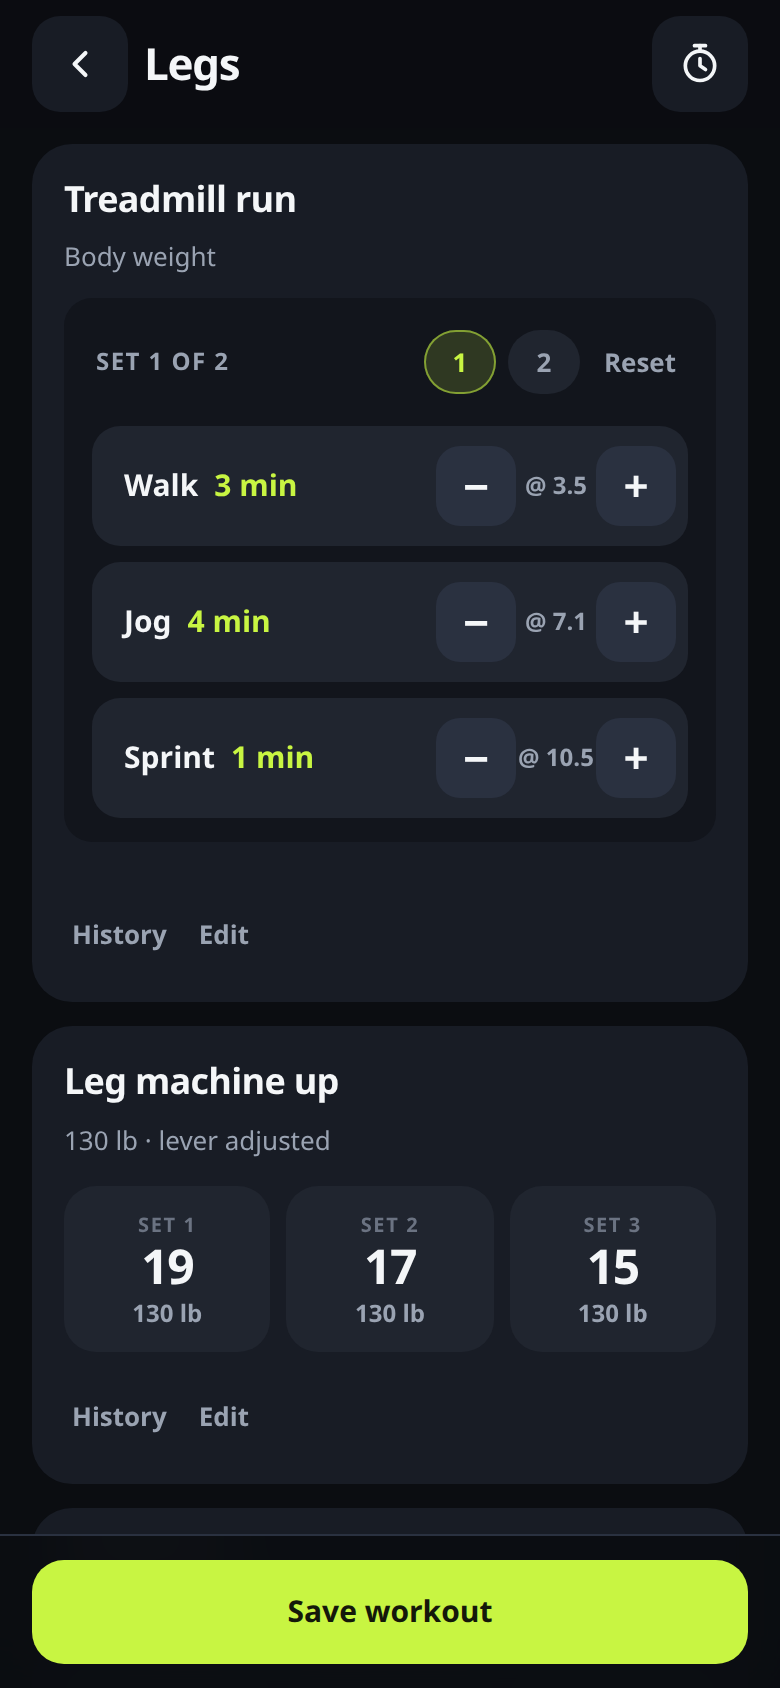 Legs
Treadmill run
Body weight
SET 1 OF 2 1 2 Reset
Walk 3 min − @ 3.5 +
Jog 4 min − @ 7.1 +
Sprint 1 min − @ 10.5 +
History Edit
Leg machine up
130 lb · lever adjusted
SET 1 SET 2 SET 3
19 17 15
130 lb 130 lb 130 lb
History Edit
Save workout